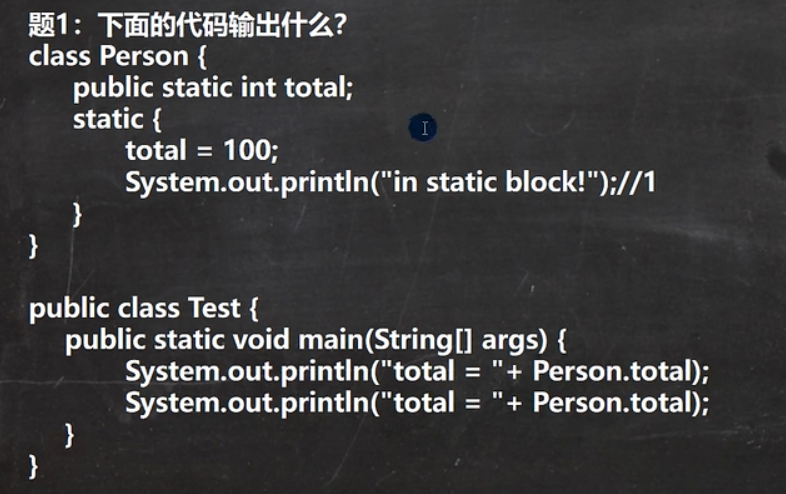 题1：下面的代码输出什么?
class Person {
public static int total;
static {
total = 100;
System.out.println("in static block!");//1
}
}
public class Test {
public static void main(String[] args) {
System.out.println("total = "+ Person.total);
System.out.println("total = "+ Person.total);
}
}